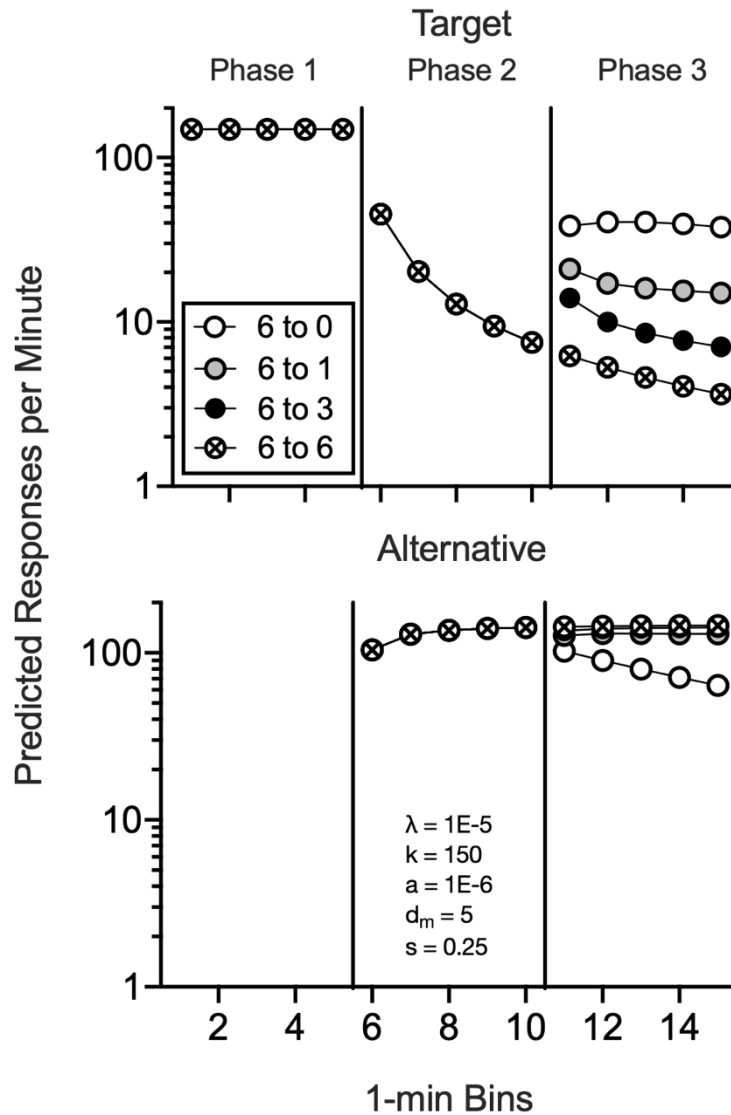 Target
Phase 1 Phase 2 Phase 3
100
10
1
6 to 0
6 to 1
6 to 3
6 to 6
Predicted Responses per Minute
Alternative
100
10
1
λ = 1E-5
k = 150
a = 1E-6
dₘ = 5
s = 0.25
2 4 6 8 10 12 14
1-min Bins